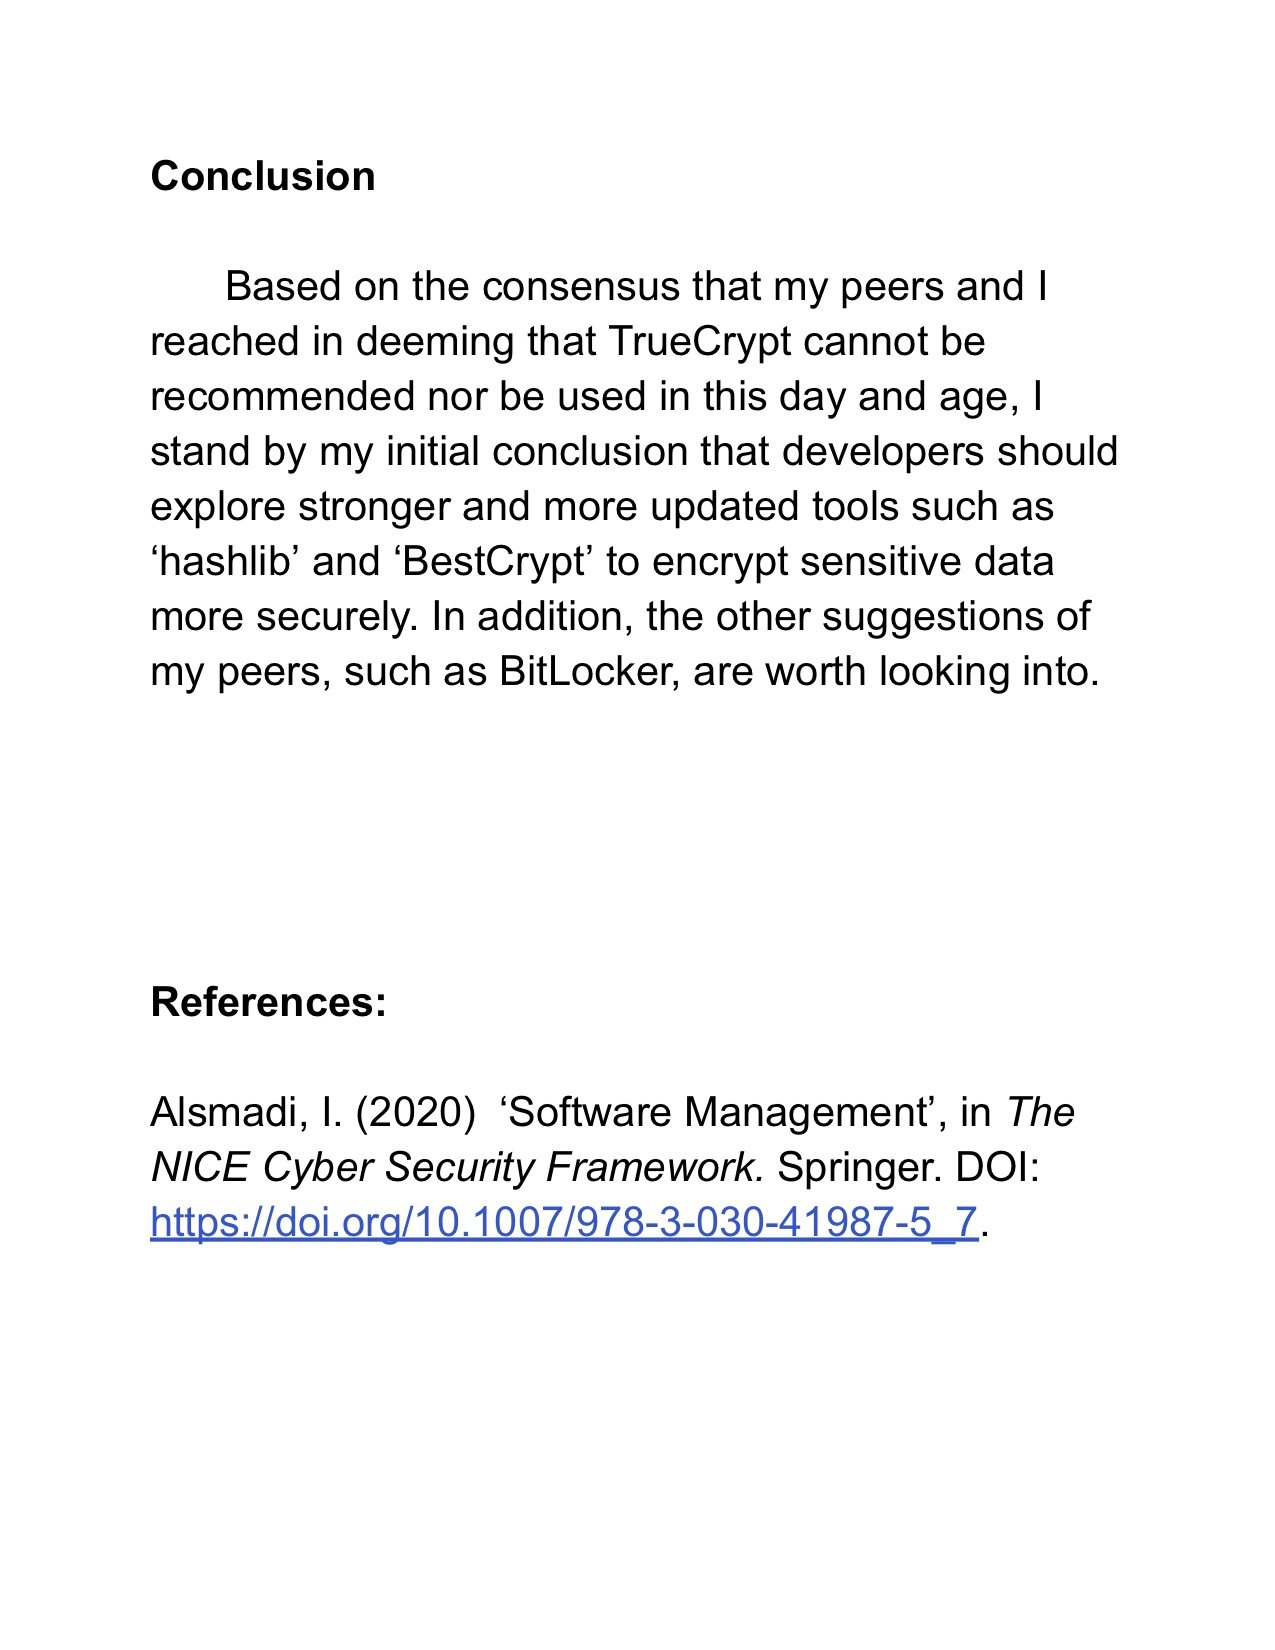 Conclusion
Based on the consensus that my peers and I
reached in deeming that TrueCrypt cannot be
recommended nor be used in this day and age, I
stand by my initial conclusion that developers should
explore stronger and more updated tools such as
‘hashlib’ and ‘BestCrypt’ to encrypt sensitive data
more securely. In addition, the other suggestions of
my peers, such as BitLocker, are worth looking into.
References:
Alsmadi, I. (2020)  ‘Software Management’, in The
NICE Cyber Security Framework. Springer. DOI:
https://doi.org/10.1007/978-3-030-41987-5_7.